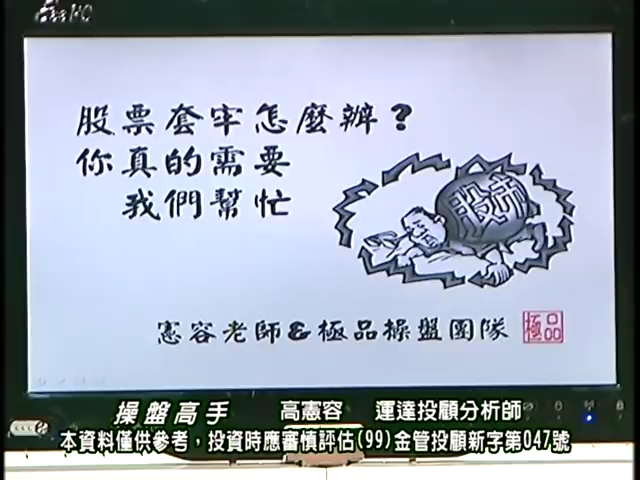 股票套牢怎麼辦？
你真的需要
我們幫忙
股市
憲容老師&極品操盤團隊
極品
操盤高手 高憲容 運達投顧分析師
本資料僅供參考，投資時應審慎評估(99)金管投顧新字第047號